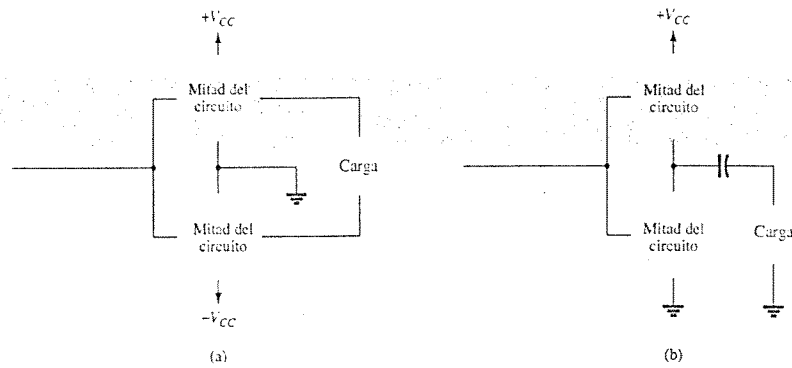 +V_CC
Mitad del
circuito
Carga
Mitad del
circuito
-V_CC
(a)
+V_CC
Mitad del
circuito
Mitad del
circuito
Carga
(b)